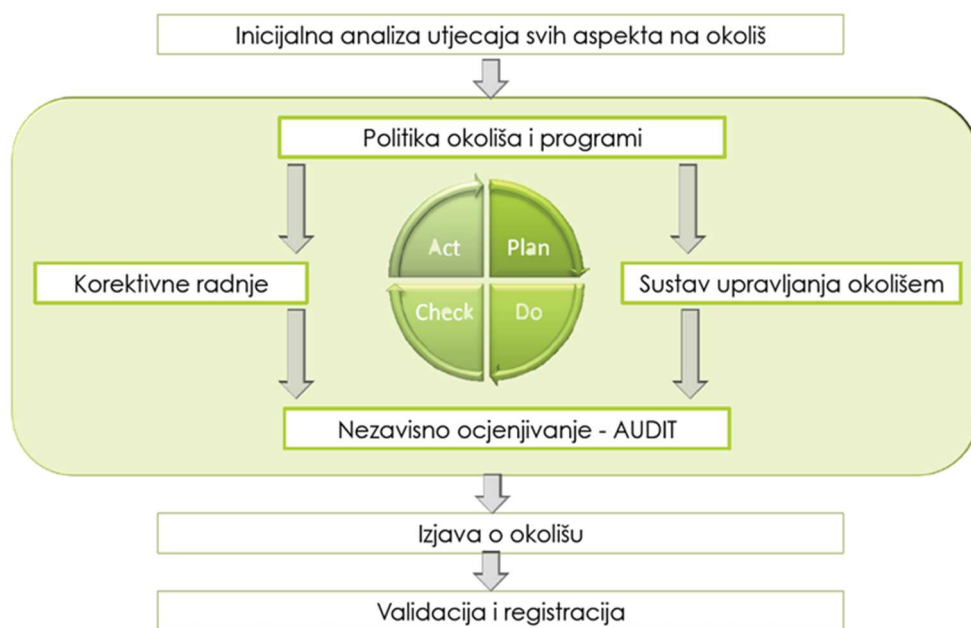 Inicijalna analiza utjecaja svih aspekta na okoliš
Politika okoliša i programi
Act
Plan
Korektivne radnje
Sustav upravljanja okolišem
Check
Do
Nezavisno ocjenjivanje - AUDIT
Izjava o okolišu
Validacija i registracija